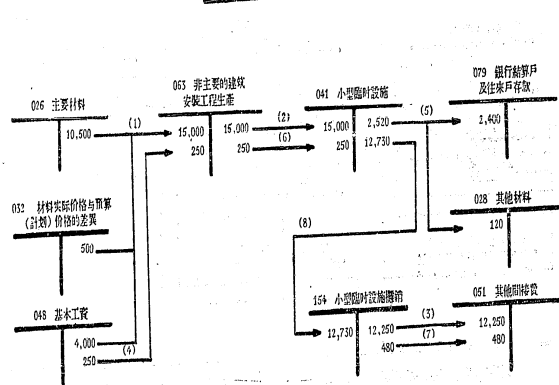 079 銀行結算戶
及往來戶存款
063 非主要的建筑
安裝工程生產
041 小型临时設施
026 主要材料
(1)
(2)
(5)
10,500
15,000
15,000
15,000
2,520
2,400
(6)
250
250
250
12,730
032 材料实际价格与預算
(計划) 价格的差異
028 其他材料
(8)
120
500
154 小型临时設施攤銷
051 其他間接費
048 基本工資
(3)
12,730
12,250
12,250
4,000
(7)
480
480
250
(4)